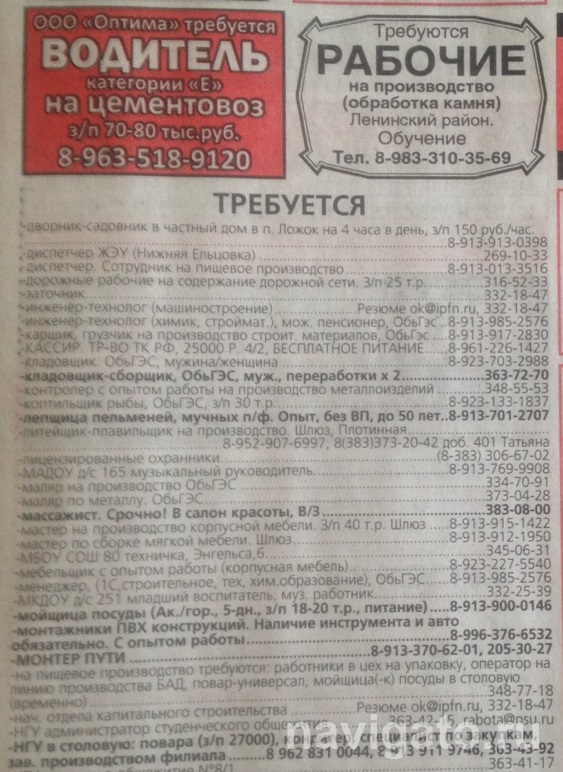 ООО «Оптима» требуется
ВОДИТЕЛЬ
категории «Е»
на цементовоз
з/п 70-80 тыс.руб.
8-963-518-9120
Требуются
РАБОЧИЕ
на производство
(обработка камня)
Ленинский район.
Обучение
Тел. 8-983-310-35-69
ТРЕБУЕТСЯ
-дворник-садовник в частный дом в п. Ложок на 4 часа в день, з/п 150 руб./час.
8-913-913-0398
-диспетчер ЖЭУ (Нижняя Ельцовка) 269-10-33
-диспетчер. Сотрудник на пищевое производство 8-913-013-3516
-дорожные рабочие на содержание дорожной сети. З/п 25 т.р. 316-52-33
-заточник 332-18-47
-инженер-технолог (машиностроение) Резюме ok@ipfn.ru, 332-18-47
-инженер-технолог (химик, строймат.), мож. пенсионер, ОбьГэс 8-913-985-2576
-карщик, грузчик на производство строит. материалов, ОбьГэс 8-913-917-2830
-КАССИР, ТР-ВО ТК РФ, 25000 Р. 4/2, БЕСПЛАТНОЕ ПИТАНИЕ 8-961-226-1427
-кладовщик. ОбьГЭС, мужина/женщина 8-923-703-2988
-кладовщик-сборщик, ОбьГЭС, муж., переработки х 2 363-72-70
-контролер с опытом работы на производство металлоизделий 348-55-53
-коптильщик рыбы, ОбьГЭС, з/п 30 т.р. 8-923-133-1837
-лепщица пельменей, мучных п/ф. Опыт, без ВП, до 50 лет..8-913-701-2707
-литейщик-плавильщик на производство. Шлюз, Плотинная
8-952-907-6997, 8(383)373-20-42 доб. 401 Татьяна
-лицензированные охранники (8-383) 306-67-02
-МАДОУ д/с 165 музыкальный руководитель. 8-913-769-9908
-маляр на производство ОбьГЭС 334-70-91
-маляр по металлу. ОбьГЭС 373-04-28
-массажист. Срочно! В салон красоты, В/З 383-08-00
-мастер на производство корпусной мебели. З/п 40 т.р. Шлюз 8-913-915-1422
-мастер по сборке мягкой мебели. Шлюз 8-913-912-1950
-МБОУ СОШ 80 техничка, Энгельса,6 345-06-31
-мебельщик с опытом работы (корпусная мебель) 8-923-227-5540
-менеджер, (1С,строительное, тех, хим.образование), ОбьГЭС. 8-913-985-2576
-МКДОУ д/с 251 младший воспитатель, муз. работник. 332-25-39
-мойщица посуды (Ак./гор., 5-дн., з/п 18-20 т.р., питание) 8-913-900-0146
-монтажники ПВХ конструкций. Наличие инструмента и авто
обязательно. С опытом работы 8-996-376-6532
-МОНТЕР ПУТИ 8-913-370-62-01, 205-30-27
-на пищевое производство требуются: работники в цех на упаковку, оператор на
линию производства БАД, повар-универсал, мойщица(-к) посуды в столовую
(временно) 348-77-18
-нач. отдела капитального строительства Резюме ok@ipfn.ru, 332-18-47
-НГУ администратор студенческого 363-42-41, rabota@nsu.ru
-НГУ в столовую: повара (з/п 27000), кондитер, специалист по закупкам,
зав. производством филиала 8 962 831 0044, 8 913 911 9746, 363-43-92
363-41-17
navigato.ru